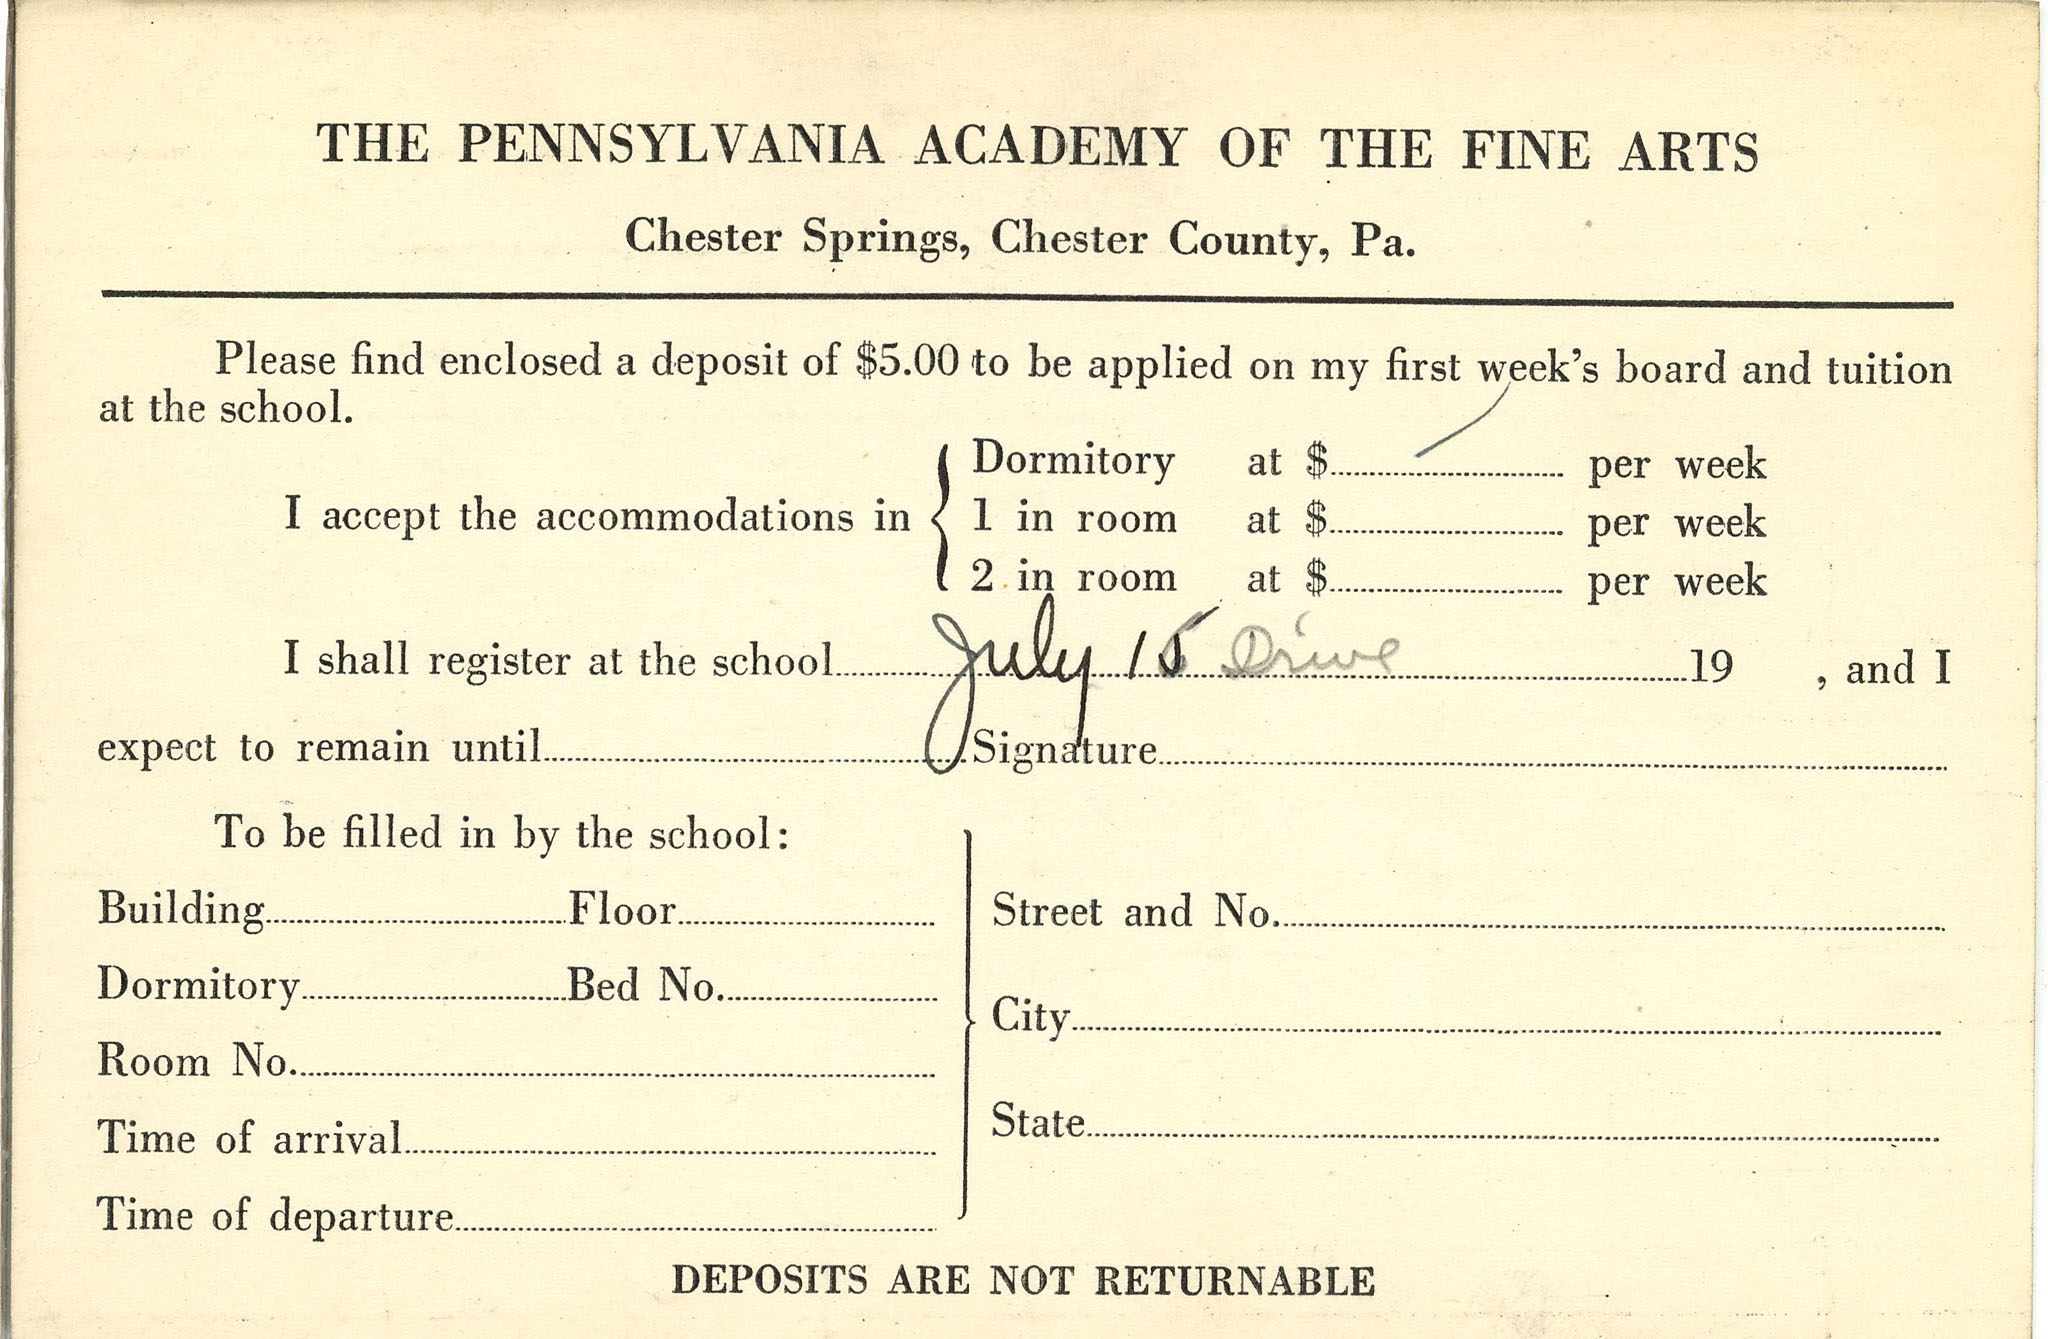 THE PENNSYLVANIA ACADEMY OF THE FINE ARTS
Chester Springs, Chester County, Pa.
Please find enclosed a deposit of $5.00 to be applied on my first week's board and tuition
at the school.
Dormitory at $ per week
I accept the accommodations in 1 in room at $ per week
2 in room at $ per week
I shall register at the school July 15 Drive 19 , and I
expect to remain until Signature
To be filled in by the school:
Building Floor
Dormitory Bed No.
Room No.
Time of arrival
Time of departure
Street and No.
City
State
DEPOSITS ARE NOT RETURNABLE